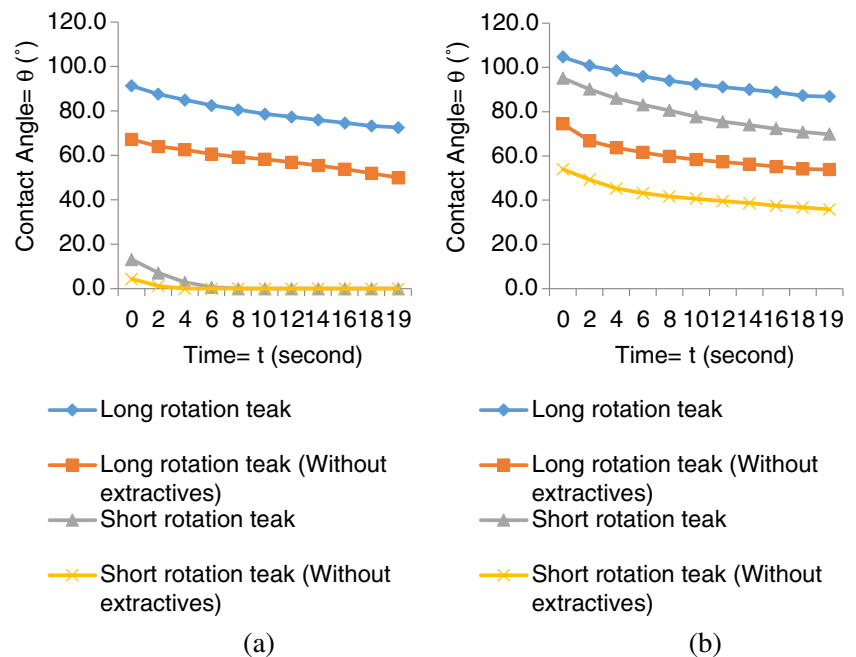 120.0
100.0
80.0
60.0
40.0
20.0
0.0
Contact Angle= θ (°)
0 2 4 6 8 10 12 14 16 18 19
Time= t (second)
Long rotation teak
Long rotation teak (Without
extractives)
Short rotation teak
Short rotation teak (Without
extractives)
(a)
120.0
100.0
80.0
60.0
40.0
20.0
0.0
Contact Angle= θ (°)
0 2 4 6 8 10 12 14 16 18 19
Time= t (second)
Long rotation teak
Long rotation teak (Without
extractives)
Short rotation teak
Short rotation teak (Without
extractives)
(b)